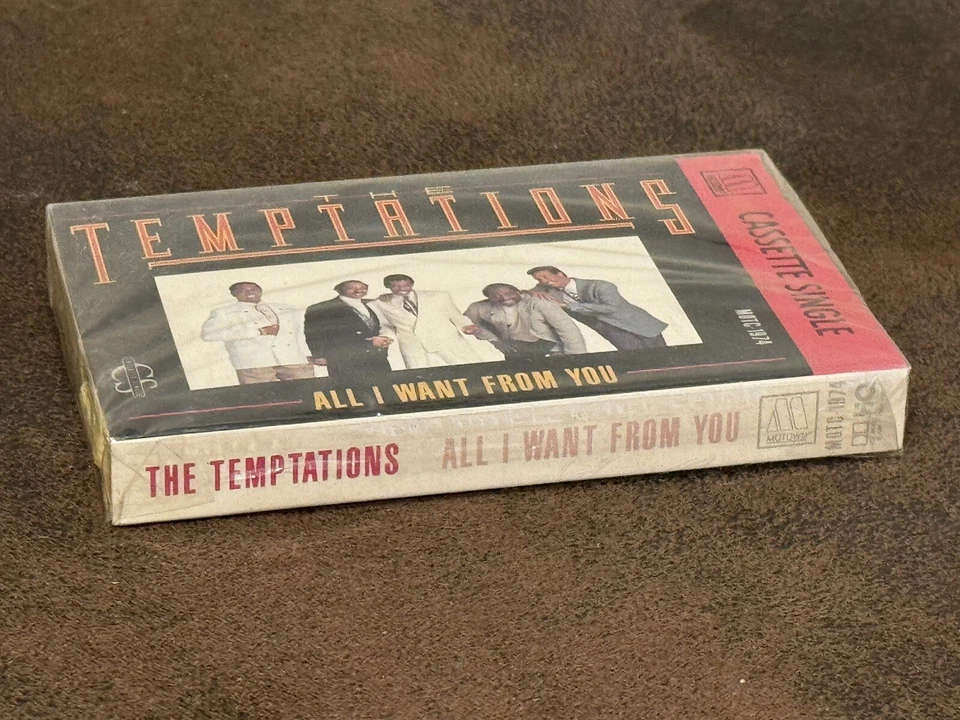 THE
TEMPTATIONS
ALL I WANT FROM YOU
CASSETTE SINGLE
MOTC 1974
THE TEMPTATIONS ALL I WANT FROM YOU
MOTOWN
MOTC 1974